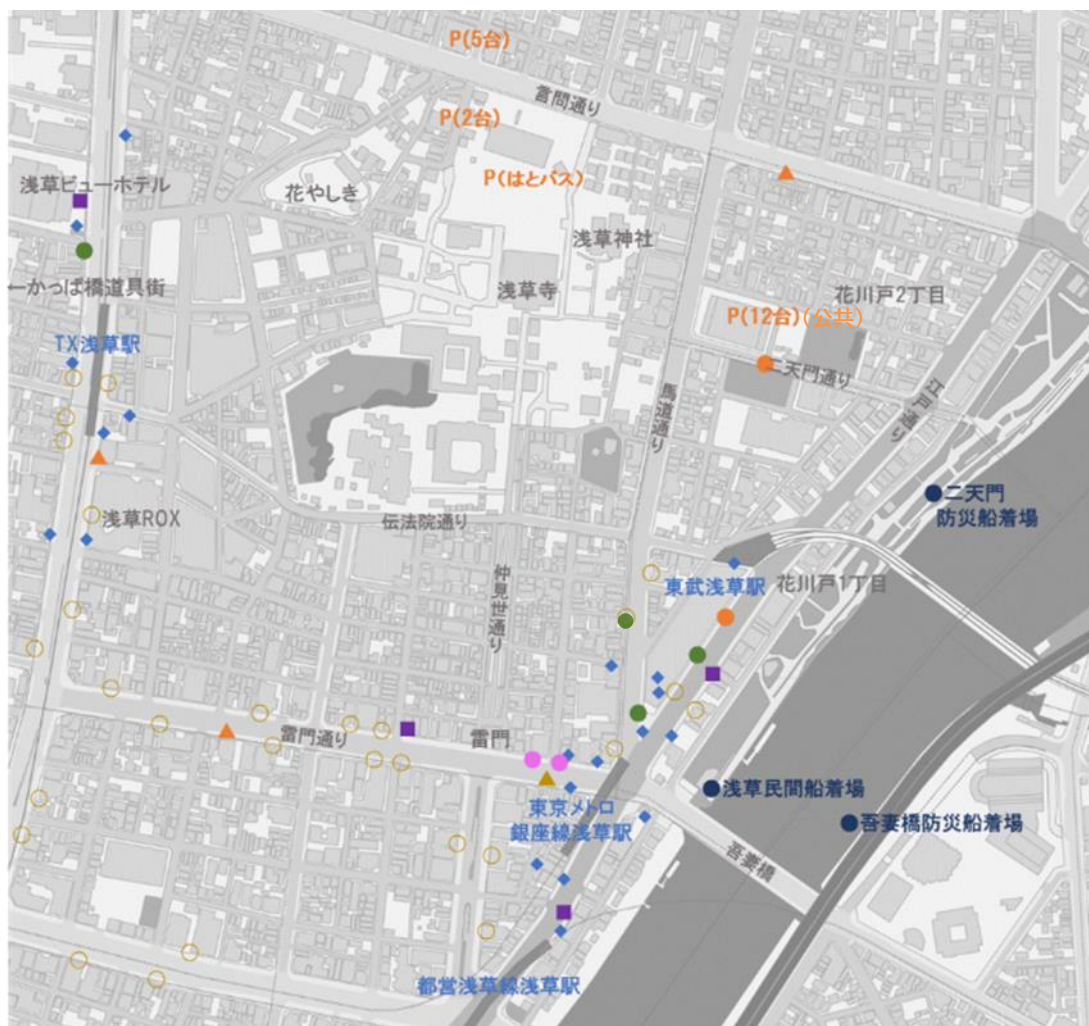 P(5台)
言問通り
P(2台)
P(はとバス)
浅草ビューホテル
花やしき
浅草神社
←かっぱ橋道具街
浅草寺
花川戸2丁目
P(12台)(公共)
TX浅草駅
二天門通り
馬道通り
江戸通り
二天門
防災船着場
浅草ROX
伝法院通り
仲見世通り
東武浅草駅
花川戸1丁目
雷門通り
雷門
浅草民間船着場
東京メトロ
銀座線浅草駅
吾妻橋防災船着場
吾妻橋
都営浅草線浅草駅